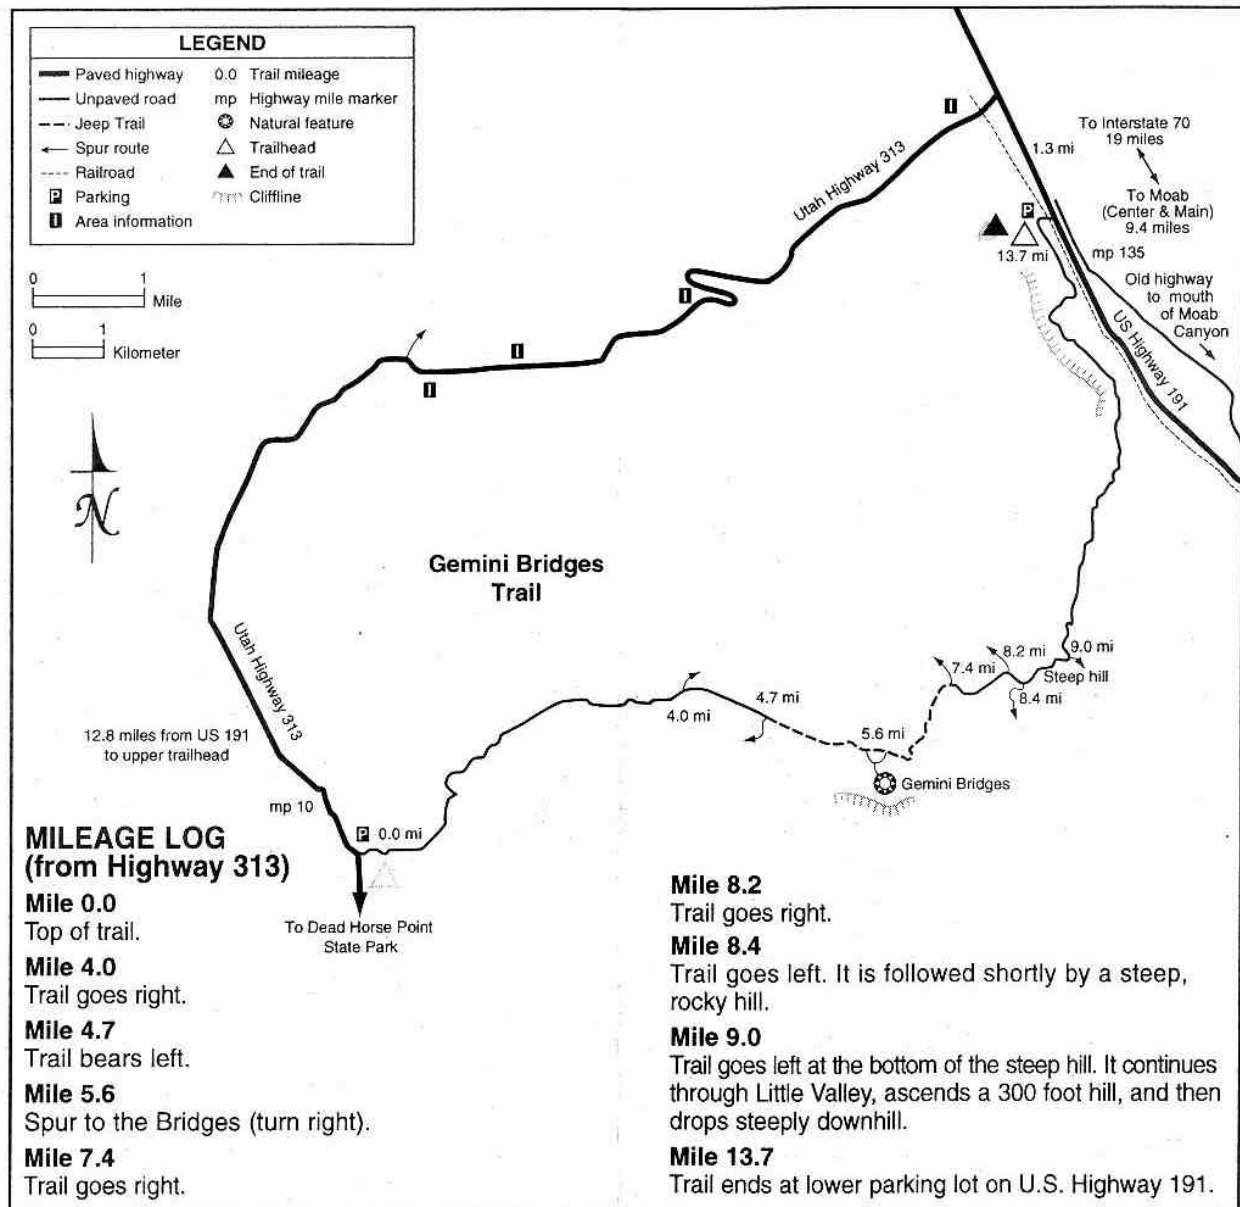 LEGEND
Paved highway
Unpaved road
Jeep Trail
Spur route
Railroad
P Parking
i Area information
0.0 Trail mileage
mp Highway mile marker
Natural feature
Trailhead
End of trail
Cliffline
0 1
Mile
0 1
Kilometer
N
Utah Highway 313
1.3 mi
To Interstate 70
19 miles
To Moab
(Center & Main)
9.4 miles
P
13.7 mi
mp 135
Old highway
to mouth
of Moab
Canyon
US Highway 191
Gemini Bridges
Trail
Utah Highway 313
12.8 miles from US 191
to upper trailhead
mp 10
P 0.0 mi
To Dead Horse Point
State Park
4.0 mi
4.7 mi
5.6 mi
Gemini Bridges
7.4 mi
8.2 mi
8.4 mi
9.0 mi
Steep hill
MILEAGE LOG
(from Highway 313)
Mile 0.0
Top of trail.
Mile 4.0
Trail goes right.
Mile 4.7
Trail bears left.
Mile 5.6
Spur to the Bridges (turn right).
Mile 7.4
Trail goes right.
Mile 8.2
Trail goes right.
Mile 8.4
Trail goes left. It is followed shortly by a steep,
rocky hill.
Mile 9.0
Trail goes left at the bottom of the steep hill. It continues
through Little Valley, ascends a 300 foot hill, and then
drops steeply downhill.
Mile 13.7
Trail ends at lower parking lot on U.S. Highway 191.